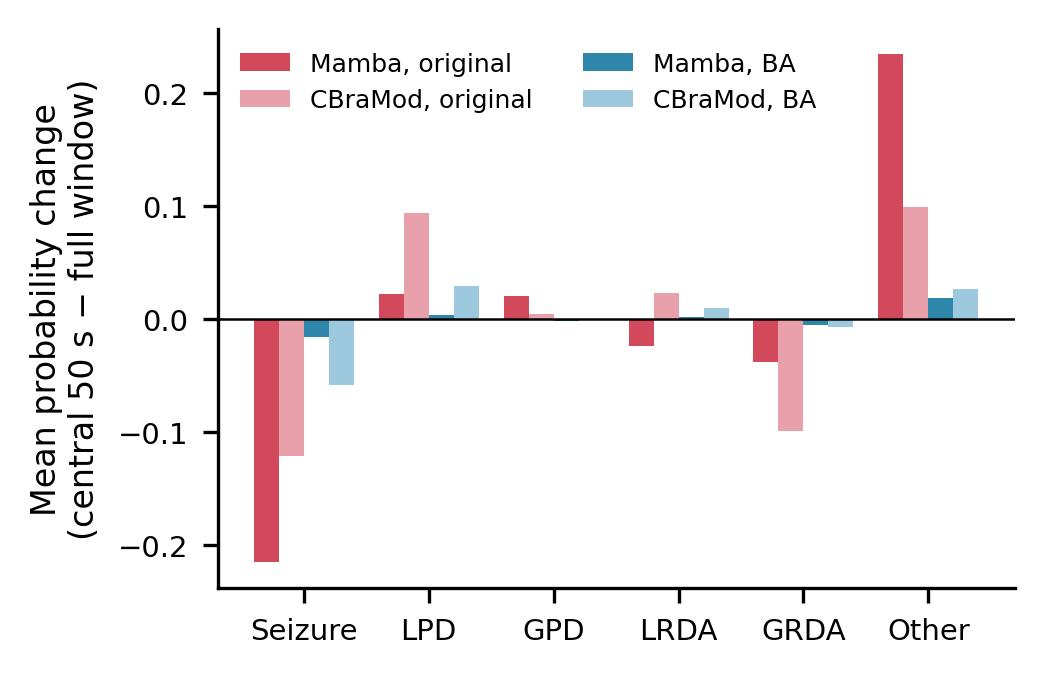 Mamba, original
CBraMod, original
Mamba, BA
CBraMod, BA
Mean probability change
(central 50 s − full window)
0.2
0.1
0.0
−0.1
−0.2
Seizure LPD GPD LRDA GRDA Other